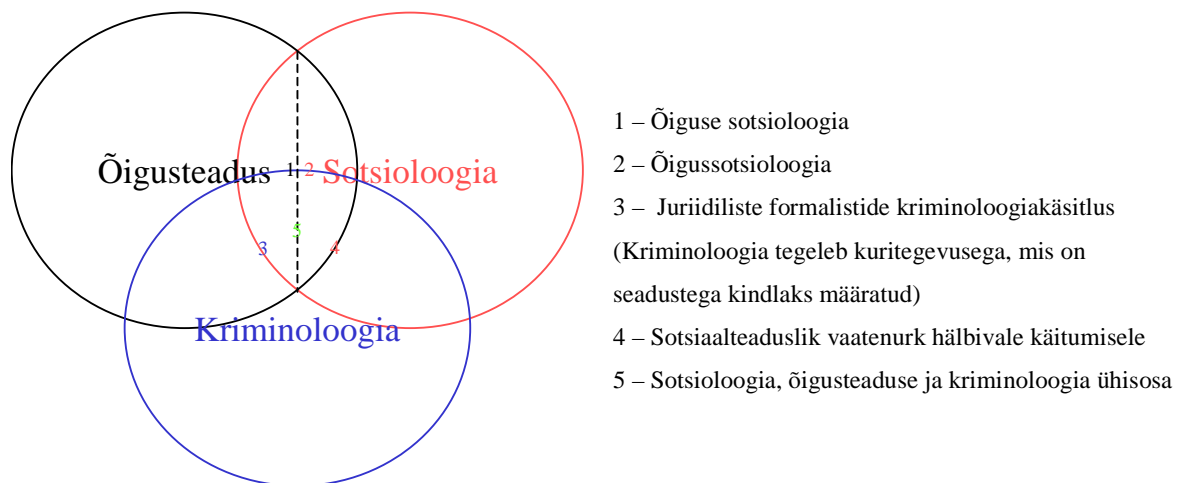 Õigusteadus 1 2 Sotsioloogia
5
3 4
Kriminoloogia
1 – Õiguse sotsioloogia
2 – Õigussotsioloogia
3 – Juriidiliste formalistide kriminoloogiakäsitlus
(Kriminoloogia tegeleb kuritegevusega, mis on
seadustega kindlaks määratud)
4 – Sotsiaalteaduslik vaatenurk hälbivale käitumisele
5 – Sotsioloogia, õigusteaduse ja kriminoloogia ühisosa